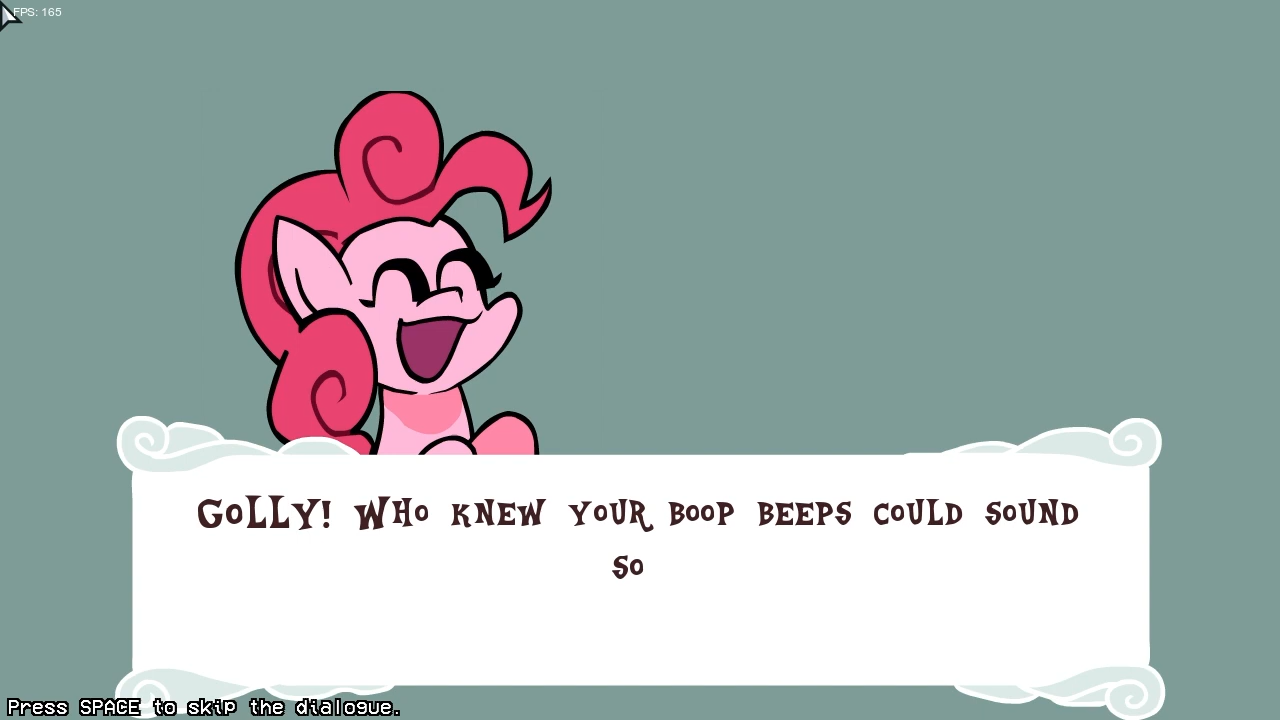 FPS: 165
Golly! Who knew your boop beeps could sound
so
Press SPACE to skip the dialogue.